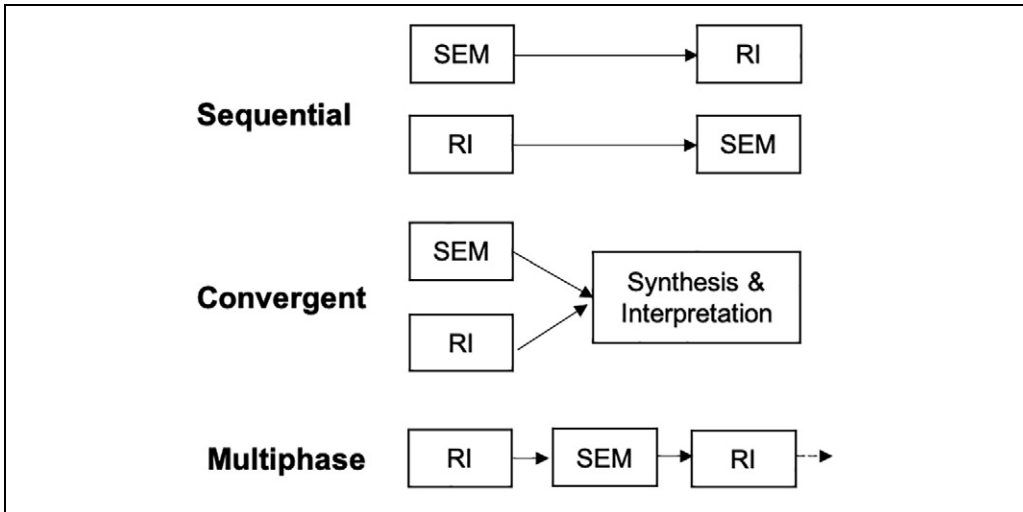 SEM
RI
Sequential
RI
SEM
SEM
Synthesis &
Interpretation
Convergent
RI
Multiphase
RI
SEM
RI